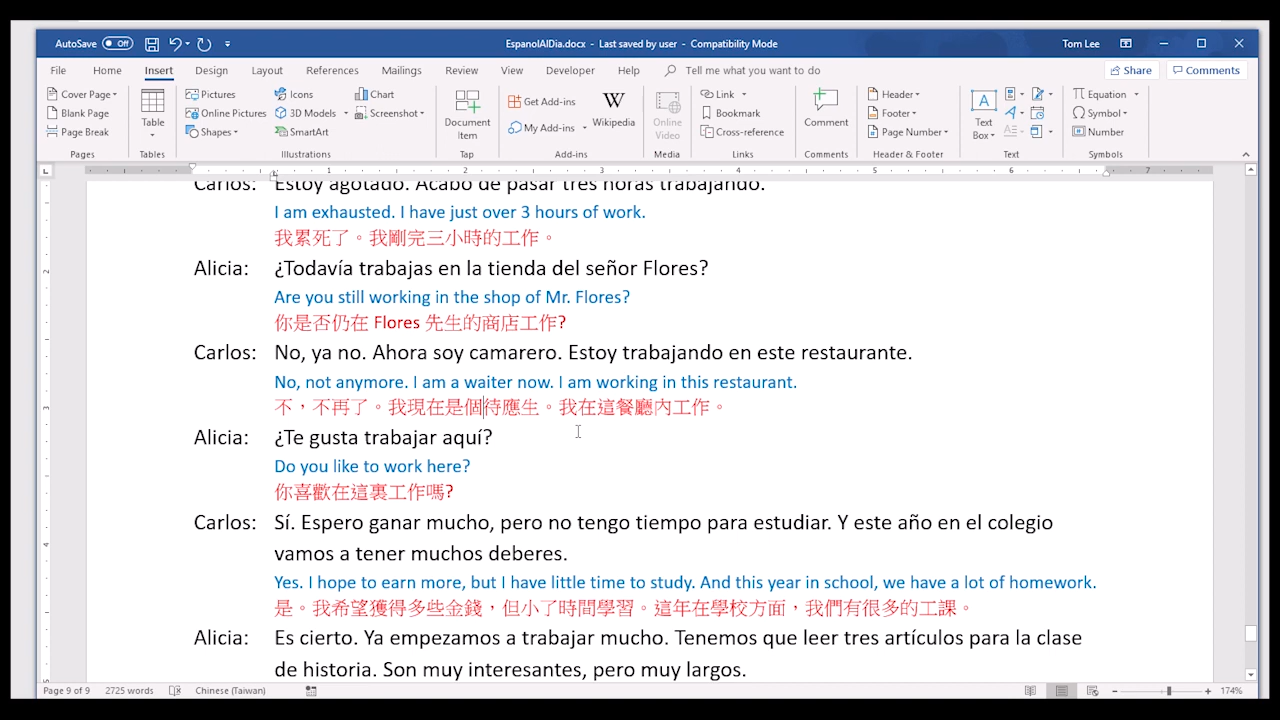 AutoSave Off EspanolAlDia.docx - Last saved by user - Compatibility Mode Tom Lee
File Home Insert Design Layout References Mailings Review View Developer Help Tell me what you want to do Share Comments
Cover Page
Blank Page
Page Break
Pages
Table
Tables
Pictures
Online Pictures
Shapes
Icons
3D Models
SmartArt
Chart
Screenshot
Illustrations
Document Item
Tap
Get Add-ins
My Add-ins
Wikipedia
Add-ins
Online Video
Media
Link
Bookmark
Cross-reference
Links
Comment
Comments
Header
Footer
Page Number
Header & Footer
Text Box
Text
Equation
Symbol
Number
Symbols
1 2 3 4 5 6 7
2
3
4
5
Carlos: Estoy agotado. Acabo de pasar tres horas trabajando.
I am exhausted. I have just over 3 hours of work.
我累死了。我剛完三小時的工作。
Alicia: ¿Todavía trabajas en la tienda del señor Flores?
Are you still working in the shop of Mr. Flores?
你是否仍在 Flores 先生的商店工作?
Carlos: No, ya no. Ahora soy camarero. Estoy trabajando en este restaurante.
No, not anymore. I am a waiter now. I am working in this restaurant.
不，不再了。我現在是個待應生。我在這餐廳內工作。
Alicia: ¿Te gusta trabajar aquí?
Do you like to work here?
你喜歡在這裏工作嗎?
Carlos: Sí. Espero ganar mucho, pero no tengo tiempo para estudiar. Y este año en el colegio
vamos a tener muchos deberes.
Yes. I hope to earn more, but I have little time to study. And this year in school, we have a lot of homework.
是。我希望獲得多些金錢，但小了時間學習。這年在學校方面，我們有很多的工課。
Alicia: Es cierto. Ya empezamos a trabajar mucho. Tenemos que leer tres artículos para la clase
de historia. Son muy interesantes, pero muy largos.
Page 9 of 9 2725 words Chinese (Taiwan) 174%